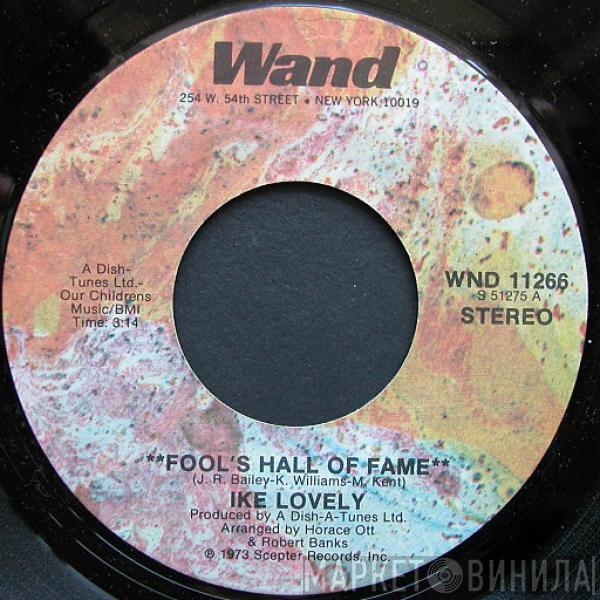 Wand
254 W. 54th STREET • NEW YORK 10019
A Dish-
Tunes Ltd.-
Our Childrens
Music/BMI
Time: 3:14
WND 11266
S 51275 A
STEREO
**FOOL'S HALL OF FAME**
(J. R. Bailey-K. Williams-M. Kent)
IKE LOVELY
Produced by A Dish-A-Tunes Ltd.
Arranged by Horace Ott
& Robert Banks
℗ 1973 Scepter Records, Inc.
МАРКЕТ ВИНИЛА